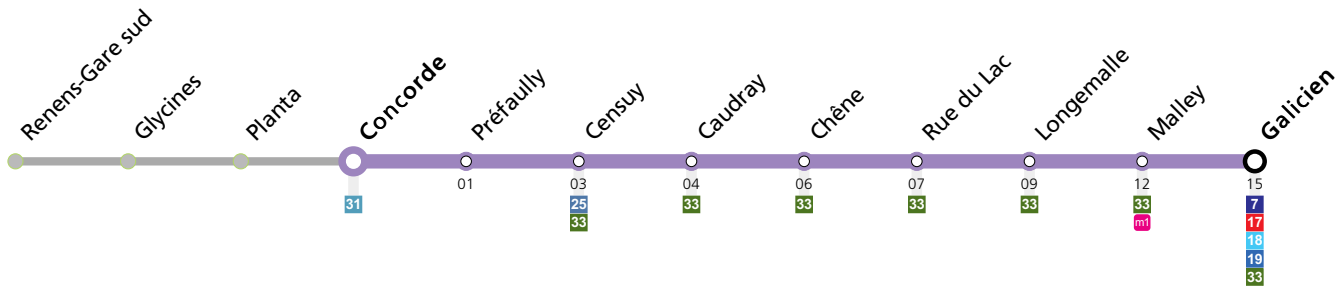 Renens-Gare sud
Glycines
Planta
Concorde
Préfaully
Censuy
Caudray
Chêne
Rue du Lac
Longemalle
Malley
Galicien
01 03 04 06 07 09 12 15
31 25 33 33 33 33 33 7
33 m1 17
18
19
33